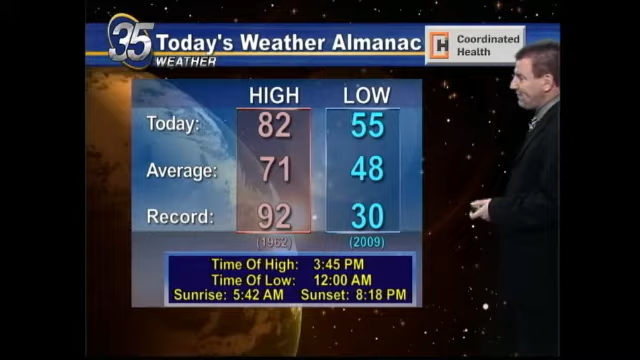 35
WEATHER
Today's Weather Almanac
H
Coordinated
Health
HIGH LOW
Today: 82 55
Average: 71 48
Record: 92 30
(1962) (2009)
Time Of High: 3:45 PM
Time Of Low: 12:00 AM
Sunrise: 5:42 AM Sunset: 8:18 PM